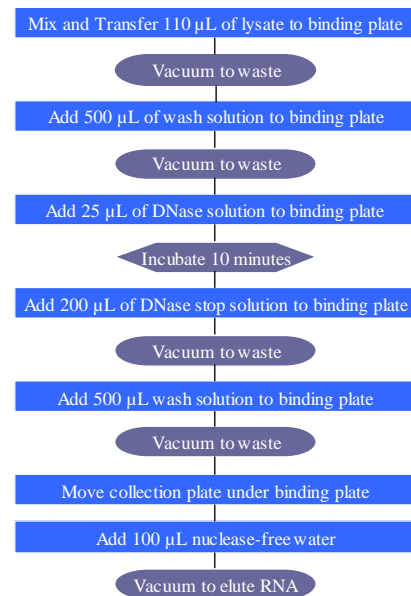 Mix and Transfer 110 µL of lysate to binding plate
Vacuum to waste
Add 500 µL of wash solution to binding plate
Vacuum to waste
Add 25 µL of DNase solution to binding plate
Incubate 10 minutes
Add 200 µL of DNase stop solution to binding plate
Vacuum to waste
Add 500 µL wash solution to binding plate
Vacuum to waste
Move collection plate under binding plate
Add 100 µL nuclease-free water
Vacuum to elute RNA